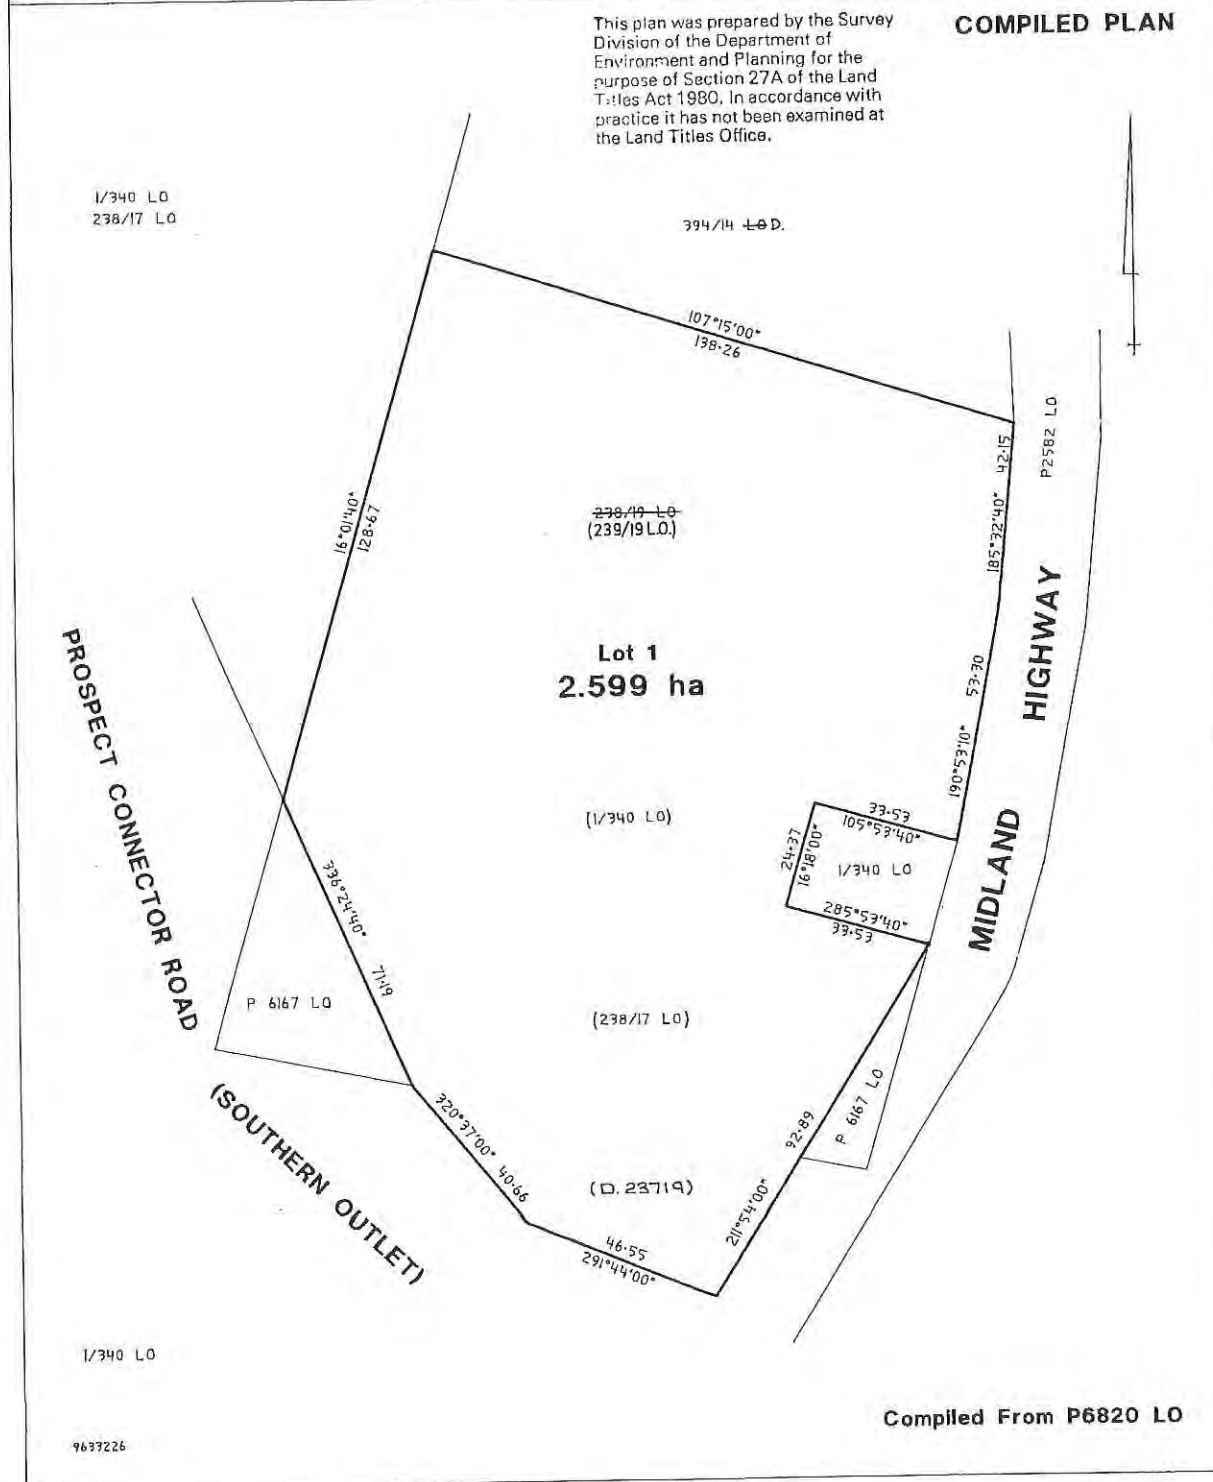 This plan was prepared by the Survey
Division of the Department of
Environment and Planning for the
purpose of Section 27A of the Land
Titles Act 1980. In accordance with
practice it has not been examined at
the Land Titles Office.
COMPILED PLAN
1/340 LO
238/17 LO
394/14 LO D.
107°15'00"
138·26
P2582 LO
42·15
185°32'40"
16°01'40"
128·67
238/19 LO
(239/19 L.O.)
HIGHWAY
Lot 1
2.599 ha
53·30
190°53'10"
PROSPECT CONNECTOR ROAD
(1/340 LO)
33·53
105°53'40"
24·37
16°18'00"
1/340 LO
MIDLAND
285°53'40"
33·53
336°24'40"
71·19
P 6167 LO
(238/17 LO)
(SOUTHERN OUTLET)
320°37'00"
40·66
92·89
211°54'00"
P 6167 LO
(D. 23719)
46·55
291°44'00"
1/340 LO
Compiled From P6820 LO
9633226